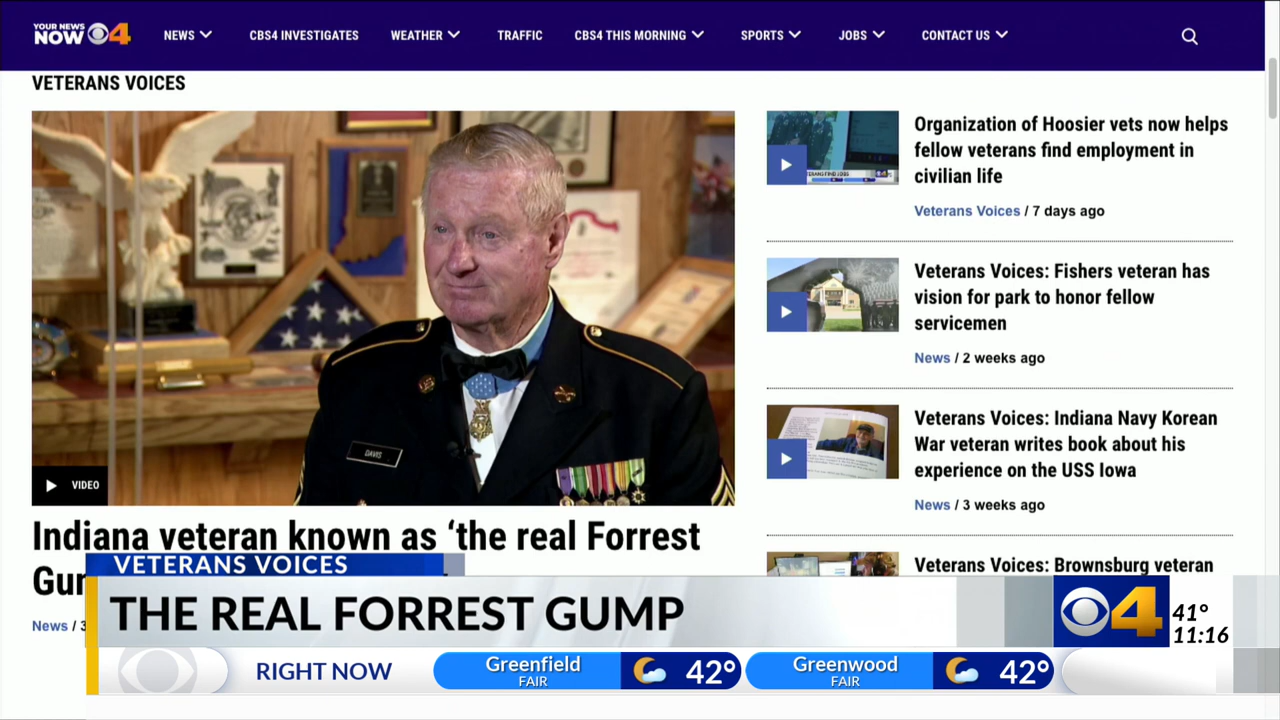 YOUR NEWS
NOW 4
NEWS
CBS4 INVESTIGATES
WEATHER
TRAFFIC
CBS4 THIS MORNING
SPORTS
JOBS
CONTACT US
VETERANS VOICES
DAVIS
VIDEO
Indiana veteran known as ‘the real Forrest
Gu
News / 3
Organization of Hoosier vets now helps
fellow veterans find employment in
civilian life
Veterans Voices / 7 days ago
Veterans Voices: Fishers veteran has
vision for park to honor fellow
servicemen
News / 2 weeks ago
Veterans Voices: Indiana Navy Korean
War veteran writes book about his
experience on the USS Iowa
News / 3 weeks ago
Veterans Voices: Brownsburg veteran
VETERANS VOICES
THE REAL FORREST GUMP
4
41°
11:16
RIGHT NOW
Greenfield
FAIR
42°
Greenwood
FAIR
42°